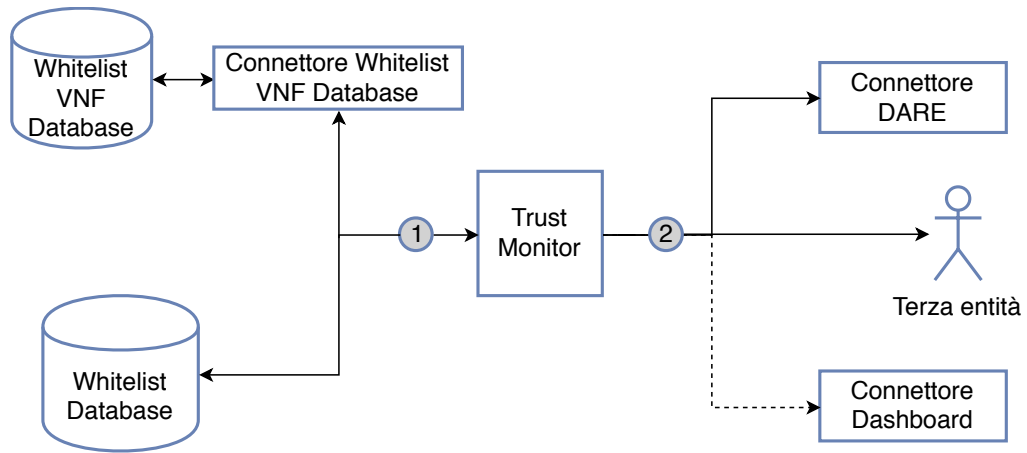 Whitelist
VNF
Database
Connettore Whitelist
VNF Database
Connettore
DARE
1
Trust
Monitor
2
Terza entità
Whitelist
Database
Connettore
Dashboard